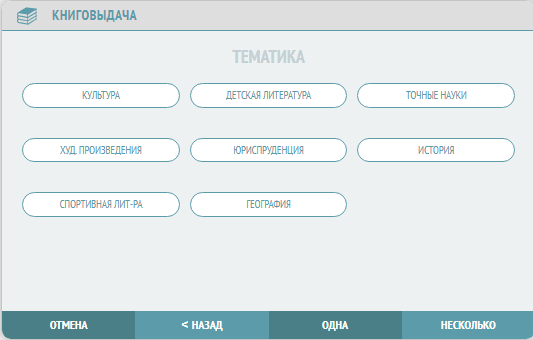 КНИГОВЫДАЧА
ТЕМАТИКА
КУЛЬТУРА ДЕТСКАЯ ЛИТЕРАТУРА ТОЧНЫЕ НАУКИ
ХУД. ПРОИЗВЕДЕНИЯ ЮРИСПРУДЕНЦИЯ ИСТОРИЯ
СПОРТИВНАЯ ЛИТ-РА ГЕОГРАФИЯ
ОТМЕНА < НАЗАД ОДНА НЕСКОЛЬКО